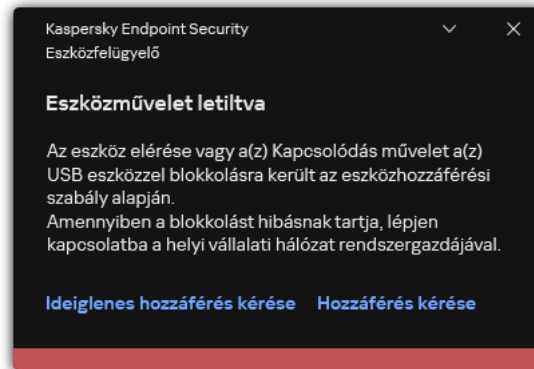 Kaspersky Endpoint Security
Eszközfelügyelő
Eszközművelet letiltva
Az eszköz elérése vagy a(z) Kapcsolódás művelet a(z)
USB eszközzel blokkolásra került az eszközhozzáférési
szabály alapján.
Amennyiben a blokkolást hibásnak tartja, lépjen
kapcsolatba a helyi vállalati hálózat rendszergazdájával.
Ideiglenes hozzáférés kérése Hozzáférés kérése